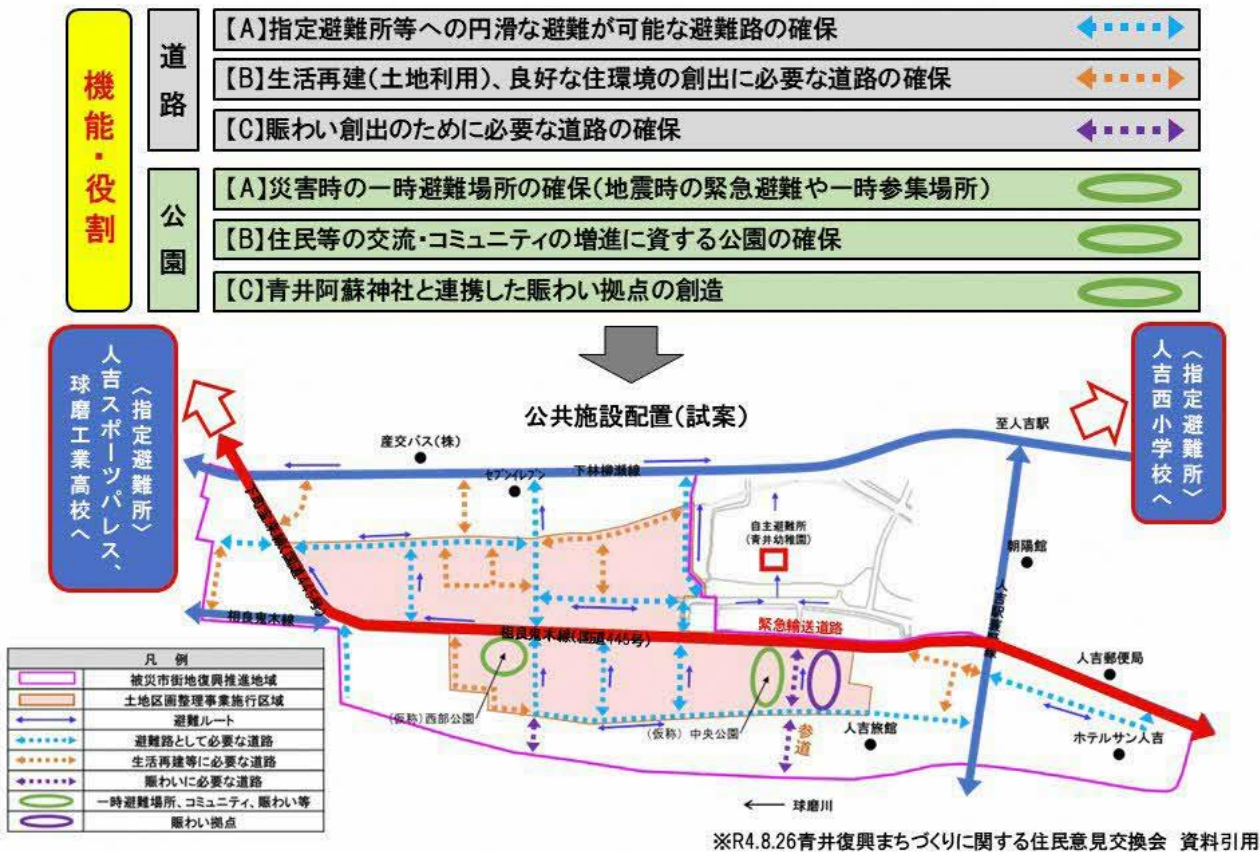 機能・役割
道路
【A】指定避難所等への円滑な避難が可能な避難路の確保
【B】生活再建(土地利用)、良好な住環境の創出に必要な道路の確保
【C】賑わい創出のために必要な道路の確保
公園
【A】災害時の一時避難場所の確保(地震時の緊急避難や一時参集場所)
【B】住民等の交流・コミュニティの増進に資する公園の確保
【C】青井阿蘇神社と連携した賑わい拠点の創造
〈指定避難所〉
人吉スポーツパレス、
球磨工業高校へ
〈指定避難所〉
人吉西小学校へ
公共施設配置(試案)
至人吉駅
産交バス(株)
セブンイレブン
下林柳瀬線
自主避難所
(青井幼稚園)
朝陽館
相良鬼木線
相良鬼木線(国道445号)
緊急輸送道路
人吉郵便局
(仮称)西部公園
(仮称)中央公園
参道
人吉旅館
ホテルサン人吉
球磨川
凡 例
被災市街地復興推進地域
土地区画整理事業施行区域
避難ルート
避難路として必要な道路
生活再建等に必要な道路
賑わいに必要な道路
一時避難場所、コミュニティ、賑わい等
賑わい拠点
※R4.8.26青井復興まちづくりに関する住民意見交換会 資料引用